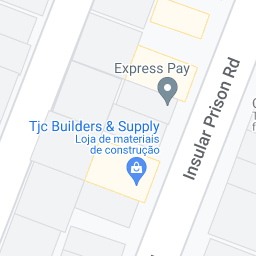 Express Pay
Insular Prison Rd
Tjc Builders & Supply
Loja de materiais
de construção